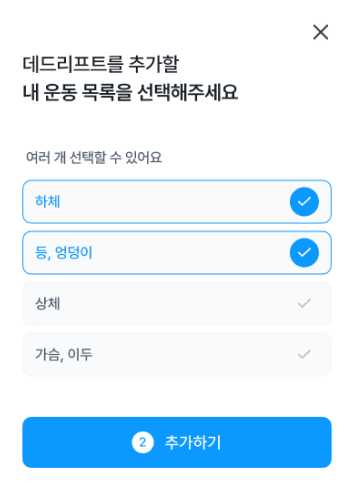 데드리프트를 추가할
내 운동 목록을 선택해주세요
여러 개 선택할 수 있어요
하체
등, 엉덩이
상체
가슴, 이두
2 추가하기